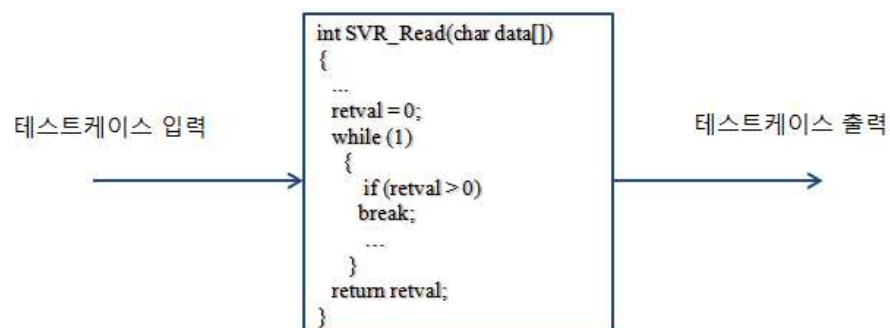 테스트케이스 입력
int SVR_Read(char data[])
{
...
retval = 0;
while (1)
{
if (retval > 0)
break;
...
}
return retval;
}
테스트케이스 출력